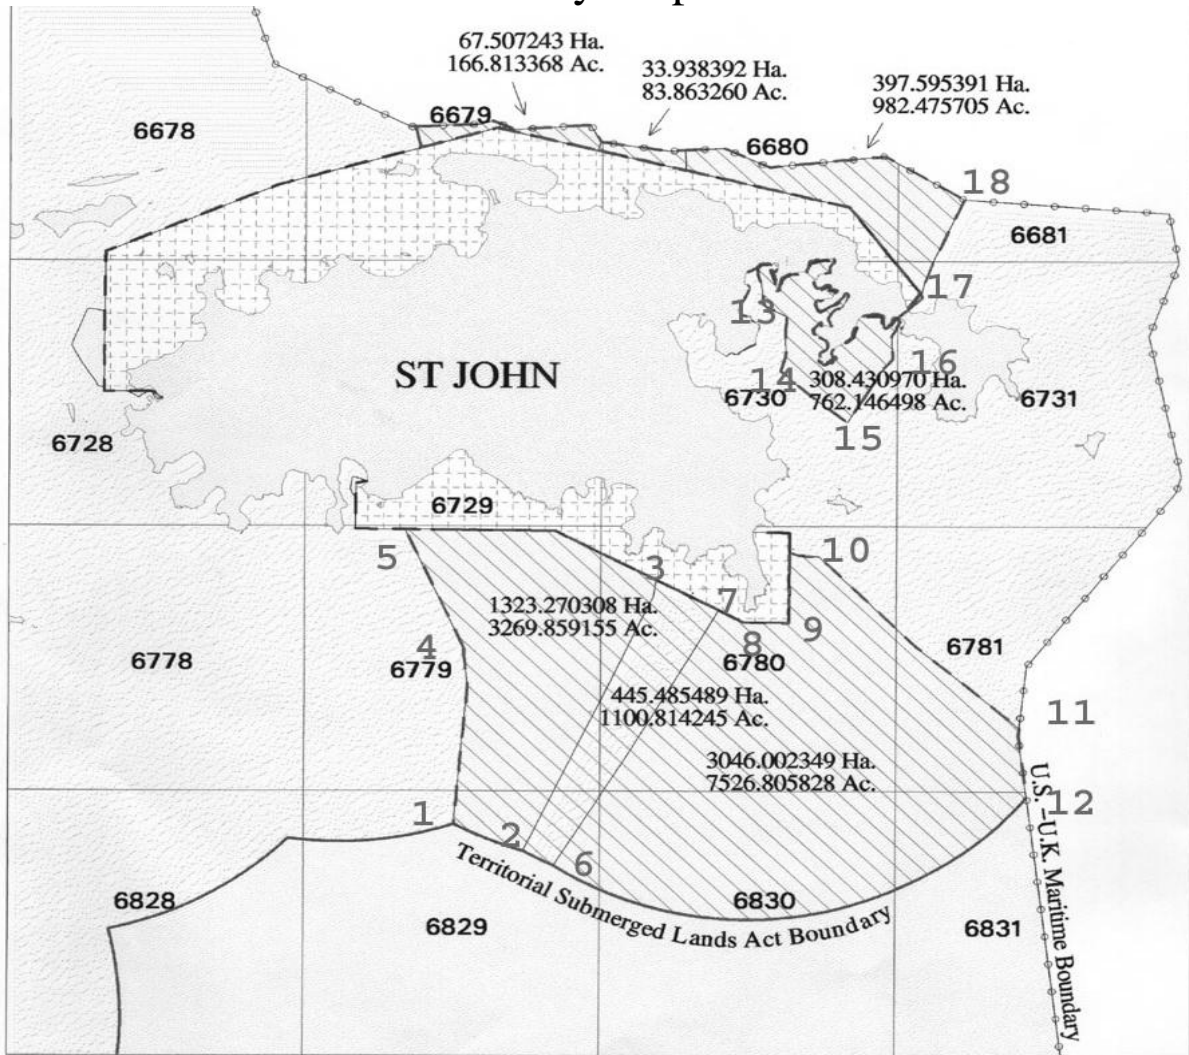 67.507243 Ha.
166.813368 Ac.
33.938392 Ha.
83.863260 Ac.
397.595391 Ha.
982.475705 Ac.
6678
6679
6680
18
6681
17
13
ST JOHN
14
16
308.430970 Ha.
762.146498 Ac.
6730
6731
15
6728
6729
5
10
3
1323.270308 Ha.
3269.859155 Ac.
7
9
8
4
6778
6779
6780
6781
445.485489 Ha.
1100.814245 Ac.
11
3046.002349 Ha.
7526.805828 Ac.
12
1
2
6
Territorial Submerged Lands Act Boundary
U.S. –U.K. Maritime Boundary
6828
6829
6830
6831